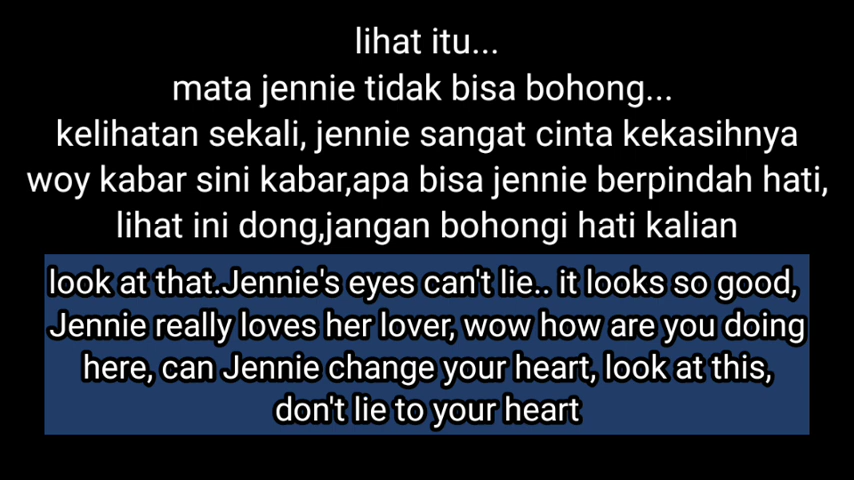 lihat itu...
mata jennie tidak bisa bohong...
kelihatan sekali, jennie sangat cinta kekasihnya
woy kabar sini kabar,apa bisa jennie berpindah hati,
lihat ini dong,jangan bohongi hati kalian
look at that.Jennie's eyes can't lie.. it looks so good,
Jennie really loves her lover, wow how are you doing
here, can Jennie change your heart, look at this,
don't lie to your heart